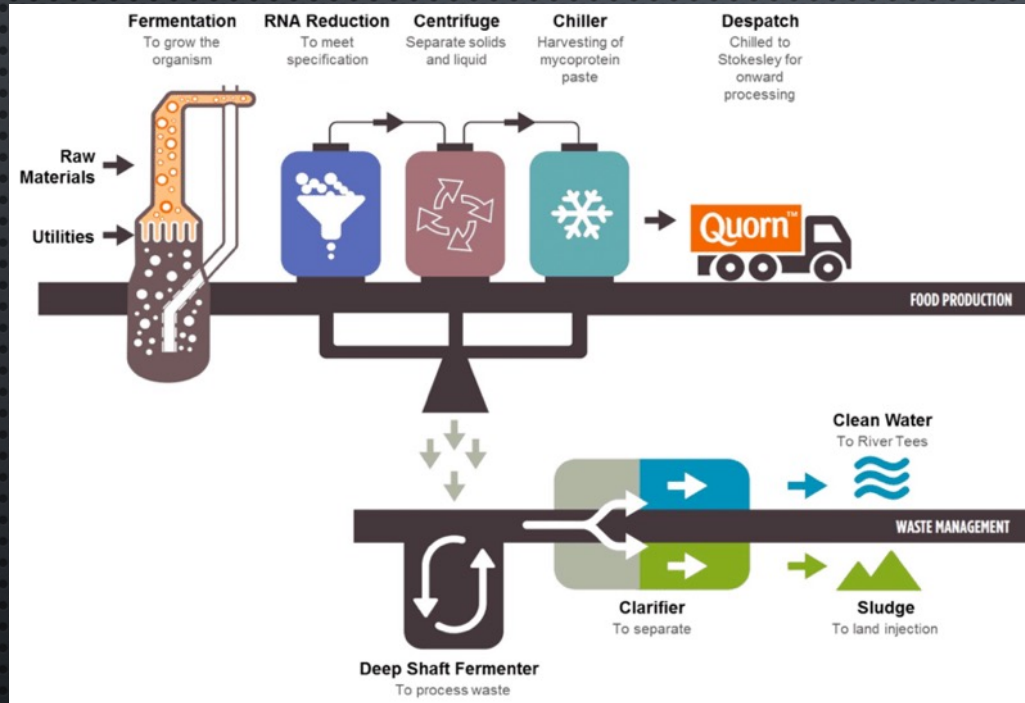 Fermentation
To grow the
organism
RNA Reduction
To meet
specification
Centrifuge
Separate solids
and liquid
Chiller
Harvesting of
mycoprotein
paste
Despatch
Chilled to
Stokesley for
onward
processing
Raw
Materials
Utilities
Quorn™
FOOD PRODUCTION
Clean Water
To River Tees
WASTE MANAGEMENT
Clarifier
To separate
Sludge
To land injection
Deep Shaft Fermenter
To process waste